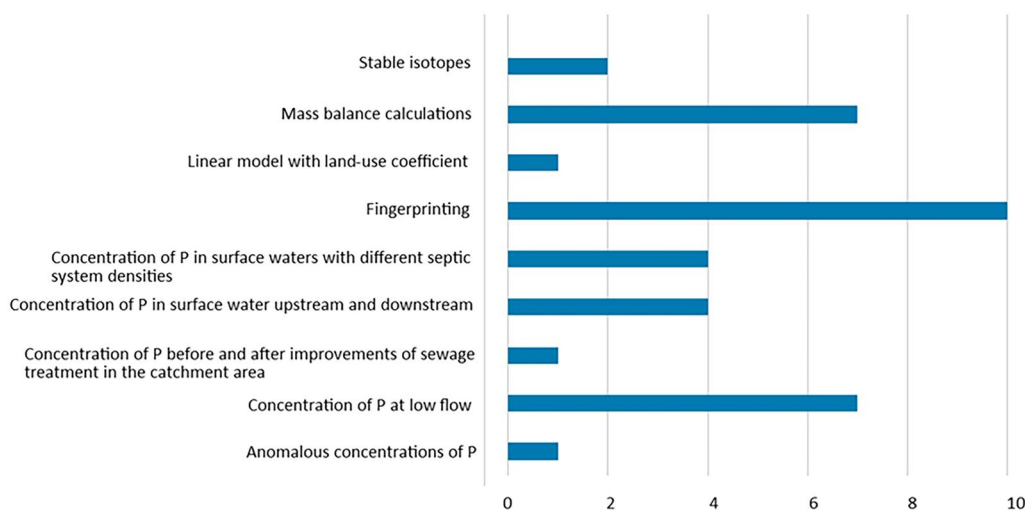 Stable isotopes
Mass balance calculations
Linear model with land-use coefficient
Fingerprinting
Concentration of P in surface waters with different septic
system densities
Concentration of P in surface water upstream and downstream
Concentration of P before and after improvements of sewage
treatment in the catchment area
Concentration of P at low flow
Anomalous concentrations of P
0 2 4 6 8 10